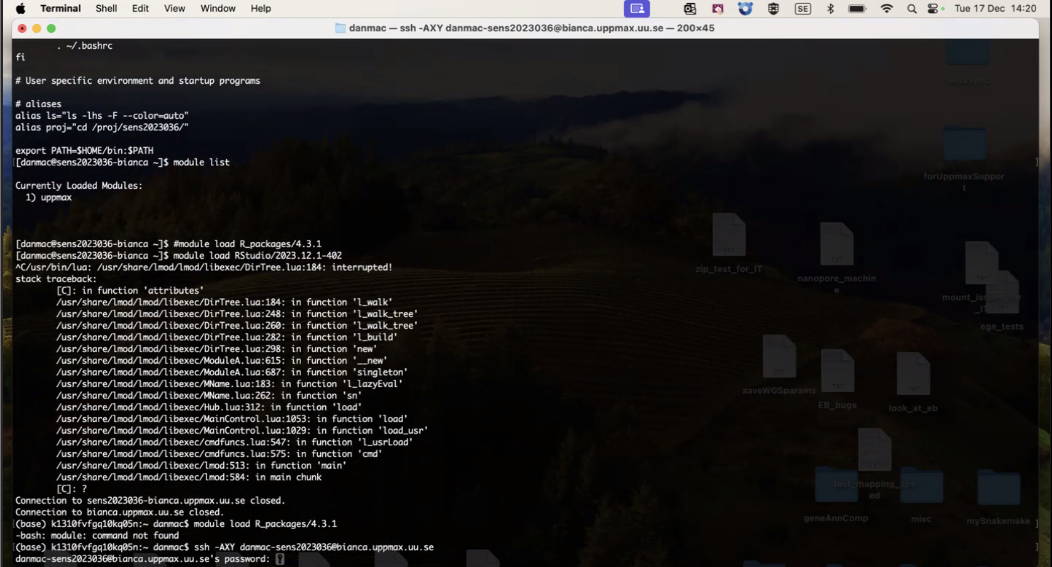 Terminal Shell Edit View Window Help SE Tue 17 Dec 14:20
danmac — ssh -AXY danmac-sens2023036@bianca.uppmax.uu.se — 200×45
. ~/.bashrc
fi
# User specific environment and startup programs
# aliases
alias ls="ls -lhs -F --color=auto"
alias proj="cd /proj/sens2023036/"
export PATH=$HOME/bin:$PATH
[danmac@sens2023036-bianca ~]$ module list
Currently Loaded Modules:
1) uppmax
[danmac@sens2023036-bianca ~]$ #module load R_packages/4.3.1
[danmac@sens2023036-bianca ~]$ module load RStudio/2023.12.1-402
^C/usr/bin/lua: /usr/share/lmod/lmod/libexec/DirTree.lua:184: interrupted!
stack traceback:
[C]: in function 'attributes'
/usr/share/lmod/lmod/libexec/DirTree.lua:184: in function 'l_walk'
/usr/share/lmod/lmod/libexec/DirTree.lua:248: in function 'l_walk_tree'
/usr/share/lmod/lmod/libexec/DirTree.lua:260: in function 'l_walk_tree'
/usr/share/lmod/lmod/libexec/DirTree.lua:282: in function 'l_build'
/usr/share/lmod/lmod/libexec/DirTree.lua:298: in function 'new'
/usr/share/lmod/lmod/libexec/ModuleA.lua:615: in function '__new'
/usr/share/lmod/lmod/libexec/ModuleA.lua:687: in function 'singleton'
/usr/share/lmod/lmod/libexec/MName.lua:183: in function 'l_lazyEval'
/usr/share/lmod/lmod/libexec/MName.lua:262: in function 'sn'
/usr/share/lmod/lmod/libexec/Hub.lua:312: in function 'load'
/usr/share/lmod/lmod/libexec/MainControl.lua:1053: in function 'load'
/usr/share/lmod/lmod/libexec/MainControl.lua:1029: in function 'load_usr'
/usr/share/lmod/lmod/libexec/cmdfuncs.lua:547: in function 'l_usrLoad'
/usr/share/lmod/lmod/libexec/cmdfuncs.lua:575: in function 'cmd'
/usr/share/lmod/lmod/libexec/lmod:513: in function 'main'
/usr/share/lmod/lmod/libexec/lmod:584: in main chunk
[C]: ?
Connection to sens2023036-bianca.uppmax.uu.se closed.
Connection to bianca.uppmax.uu.se closed.
(base) k1310fvfgq10kq05n:~ danmac$ module load R_packages/4.3.1
-bash: module: command not found
(base) k1310fvfgq10kq05n:~ danmac$ ssh -AXY danmac-sens2023036@bianca.uppmax.uu.se
danmac-sens2023036@bianca.uppmax.uu.se's password:
forUppmaxSuppor
t
zip_test_for_IT
nanopore_machin
e
egs_tests
saveWGSparams
EB_bugs
look_at_eb
geneAnnComp
misc
mySnakemake